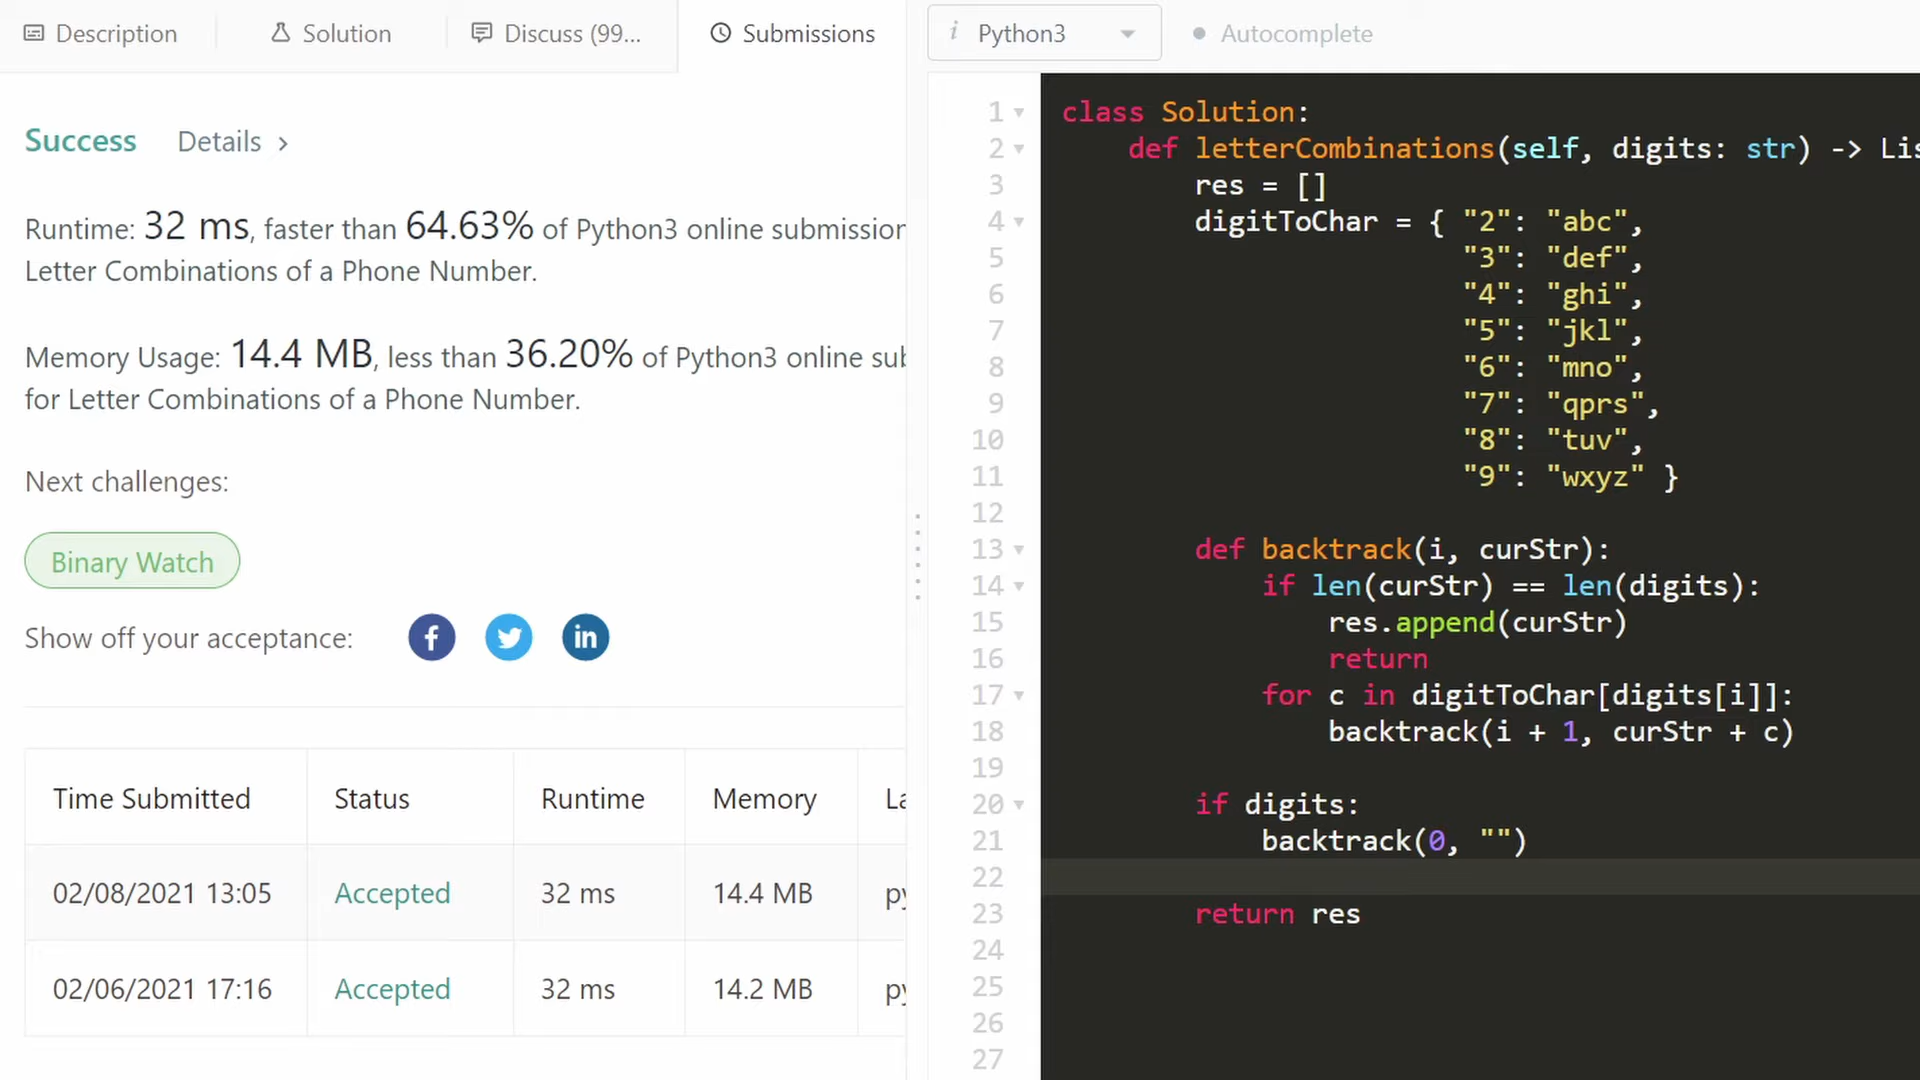 Description
Solution
Discuss (99...
Submissions
i Python3
Autocomplete
Success Details >
Runtime: 32 ms, faster than 64.63% of Python3 online submission
Letter Combinations of a Phone Number.
Memory Usage: 14.4 MB, less than 36.20% of Python3 online sub
for Letter Combinations of a Phone Number.
Next challenges:
Binary Watch
Show off your acceptance: f in
Time Submitted Status Runtime Memory La
02/08/2021 13:05 Accepted 32 ms 14.4 MB py
02/06/2021 17:16 Accepted 32 ms 14.2 MB py
1 class Solution:
2 def letterCombinations(self, digits: str) -> Lis
3 res = []
4 digitToChar = { "2": "abc",
5 "3": "def",
6 "4": "ghi",
7 "5": "jkl",
8 "6": "mno",
9 "7": "qprs",
10 "8": "tuv",
11 "9": "wxyz" }
12
13 def backtrack(i, curStr):
14 if len(curStr) == len(digits):
15 res.append(curStr)
16 return
17 for c in digitToChar[digits[i]]:
18 backtrack(i + 1, curStr + c)
19
20 if digits:
21 backtrack(0, "")
22
23 return res
24
25
26
27